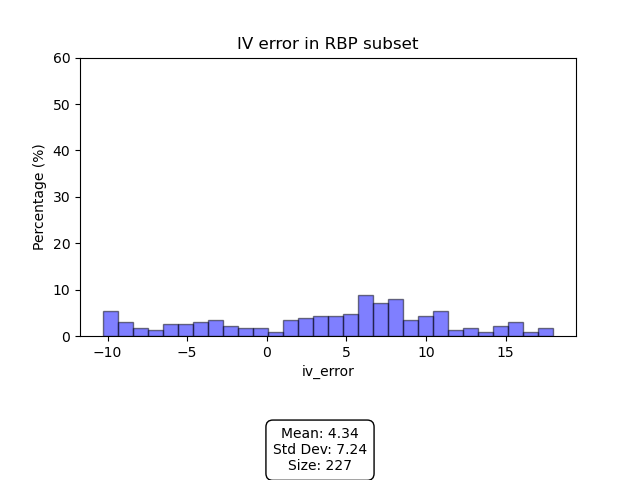 IV error in RBP subset
60
50
40
30
20
10
0
Percentage (%)
−10
−5
0
5
10
15
iv_error
Mean: 4.34
Std Dev: 7.24
Size: 227